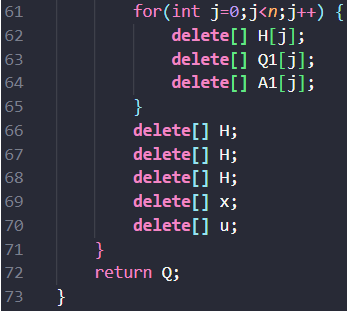 61 for(int j=0;j<n;j++) {
62 delete[] H[j];
63 delete[] Q1[j];
64 delete[] A1[j];
65 }
66 delete[] H;
67 delete[] H;
68 delete[] H;
69 delete[] x;
70 delete[] u;
71 }
72 return Q;
73 }